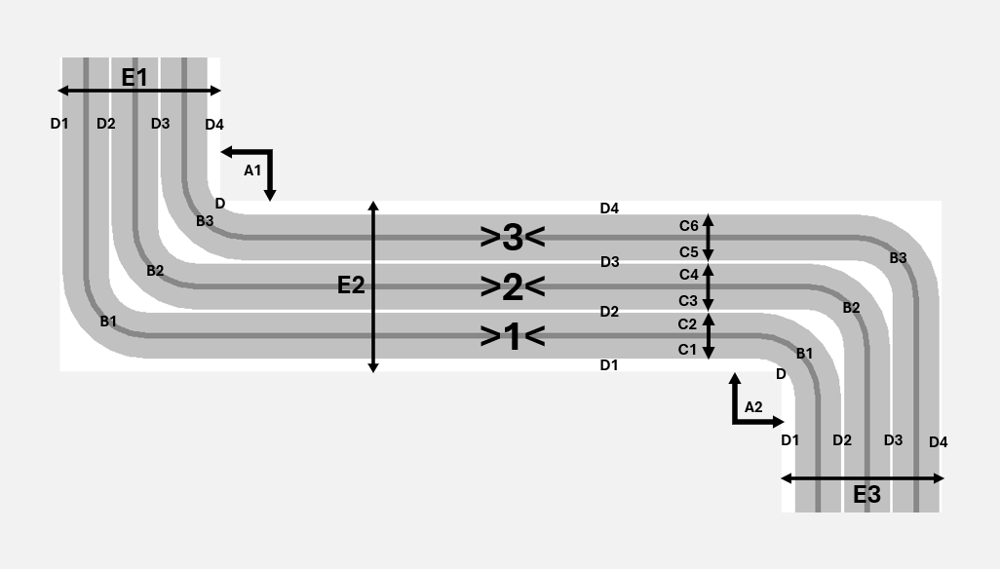 E1
D1 D2 D3 D4
A1
D
B3
D4
C6
>3<
C5
B3
D3
B2
C4
E2
>2<
C3
B2
D2
B1
C2
>1<
C1
B1
D1
D
A2
D1 D2 D3 D4
E3